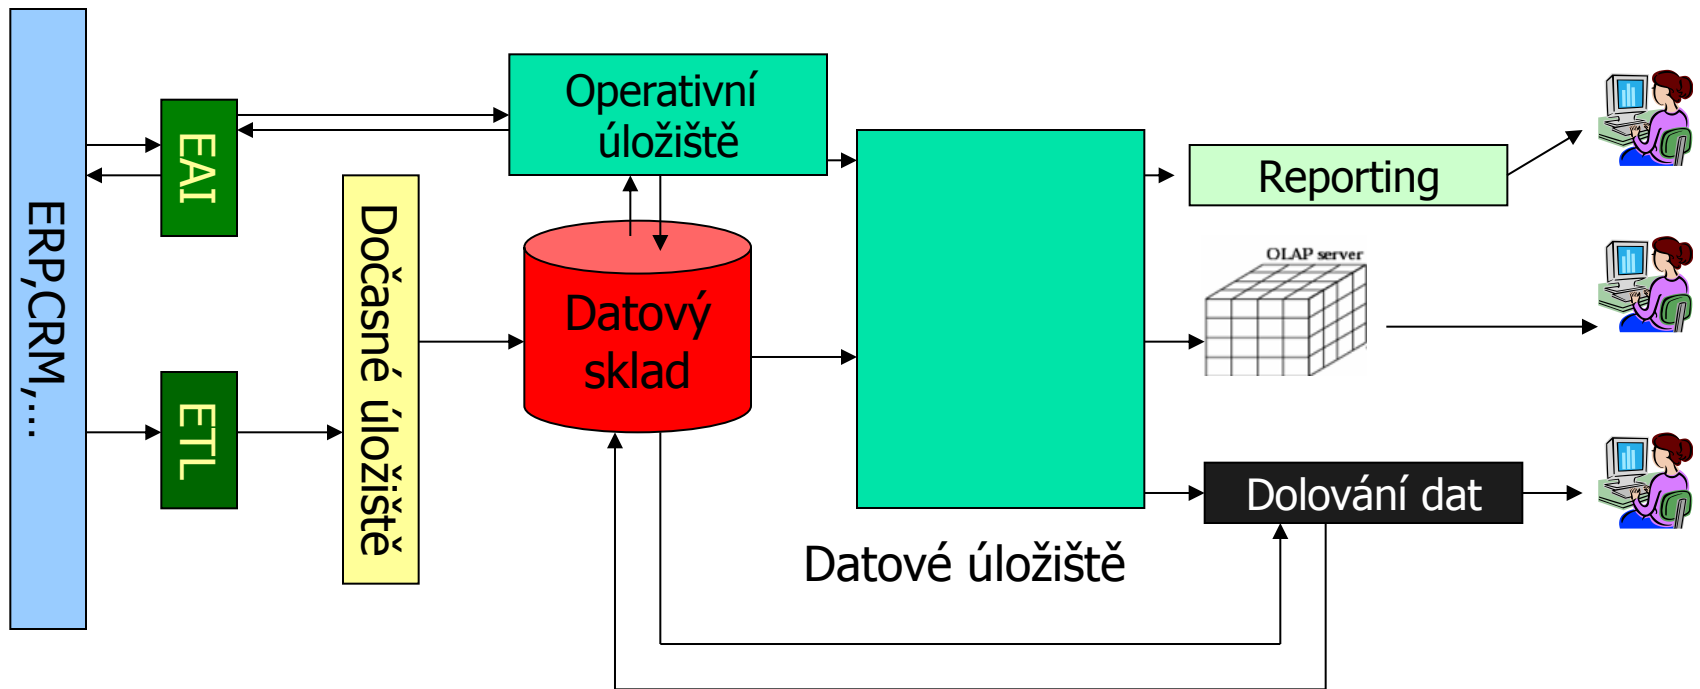 ERP,CRM,...
EAI
ETL
Dočasné úložiště
Operativní
úložiště
Datový
sklad
Datové úložiště
Reporting
OLAP server
Dolování dat